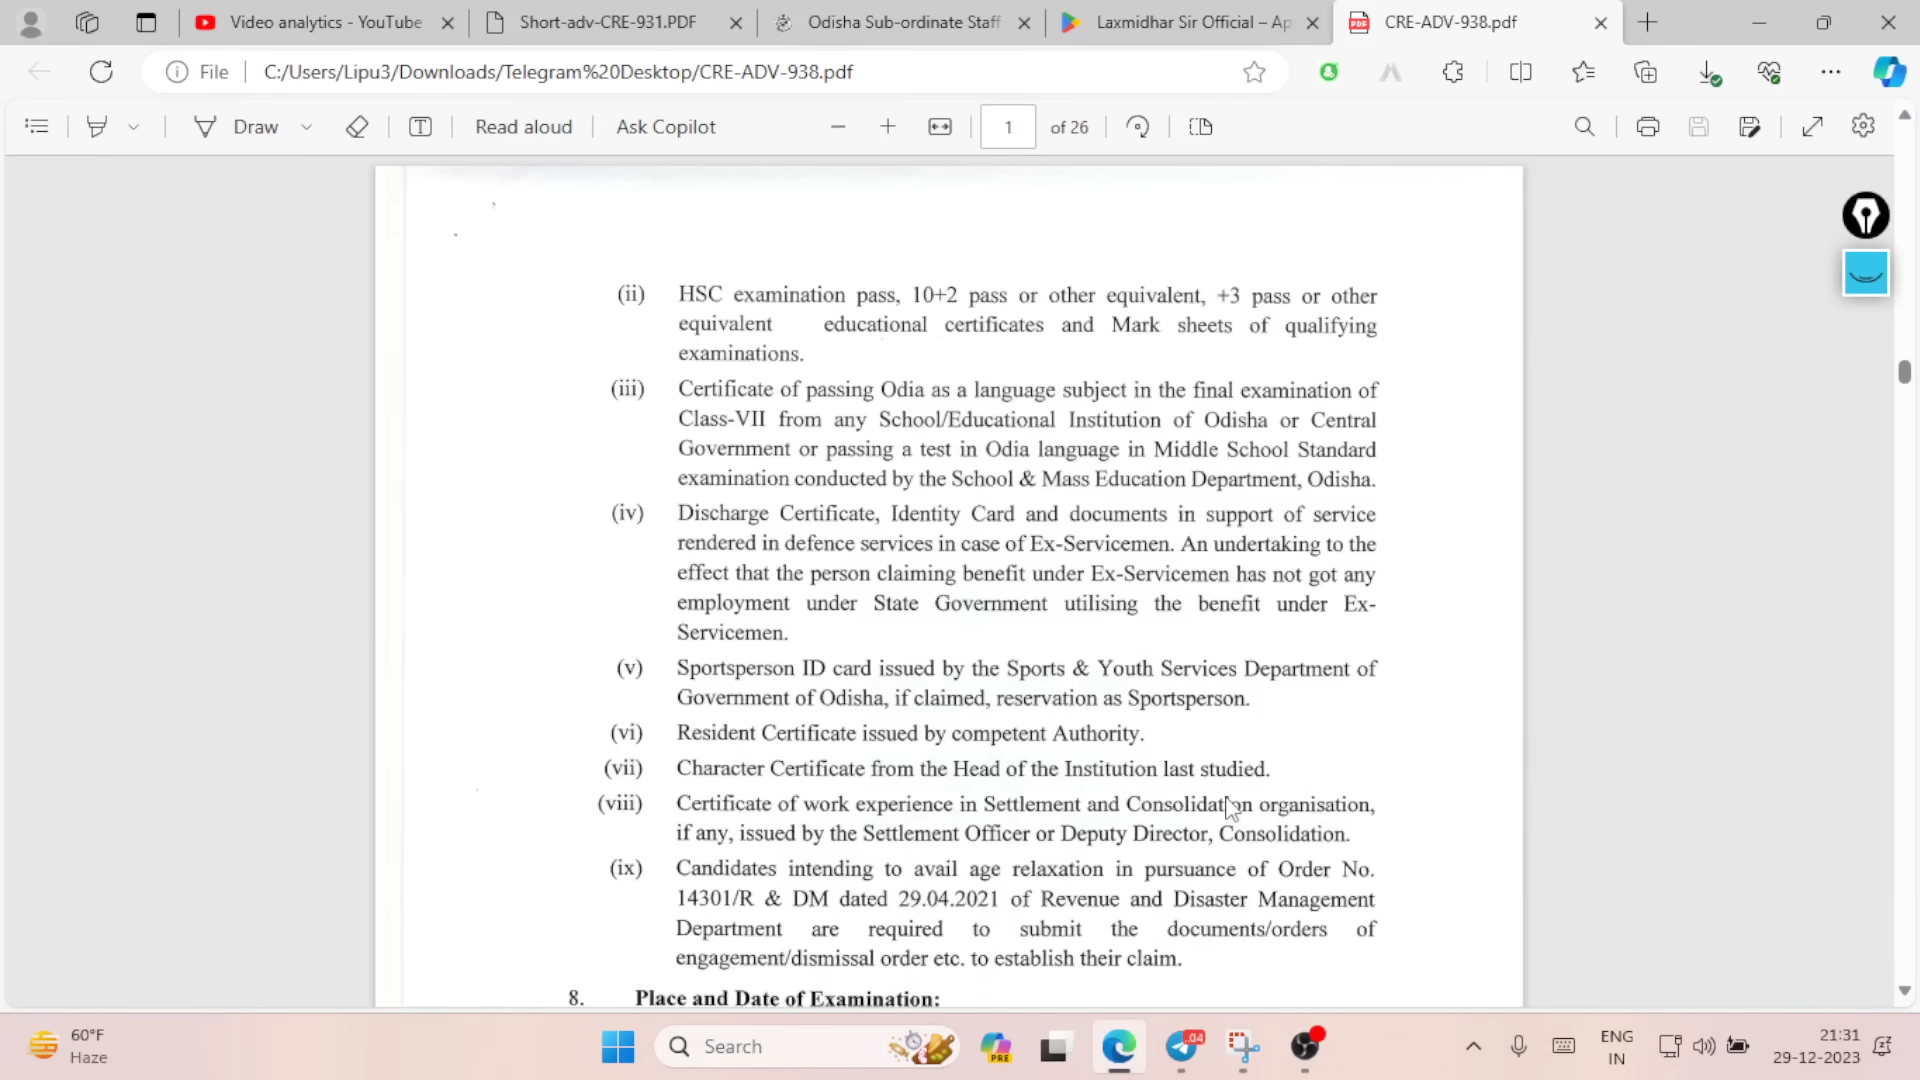 Video analytics - YouTube
Short-adv-CRE-931.PDF
Odisha Sub-ordinate Staff
Laxmidhar Sir Official – Ap
CRE-ADV-938.pdf
File
C:/Users/Lipu3/Downloads/Telegram%20Desktop/CRE-ADV-938.pdf
Draw
Read aloud
Ask Copilot
1
of 26
(ii) HSC examination pass, 10+2 pass or other equivalent, +3 pass or other
equivalent educational certificates and Mark sheets of qualifying
examinations.
(iii) Certificate of passing Odia as a language subject in the final examination of
Class-VII from any School/Educational Institution of Odisha or Central
Government or passing a test in Odia language in Middle School Standard
examination conducted by the School & Mass Education Department, Odisha.
(iv) Discharge Certificate, Identity Card and documents in support of service
rendered in defence services in case of Ex-Servicemen. An undertaking to the
effect that the person claiming benefit under Ex-Servicemen has not got any
employment under State Government utilising the benefit under Ex-
Servicemen.
(v) Sportsperson ID card issued by the Sports & Youth Services Department of
Government of Odisha, if claimed, reservation as Sportsperson.
(vi) Resident Certificate issued by competent Authority.
(vii) Character Certificate from the Head of the Institution last studied.
(viii) Certificate of work experience in Settlement and Consolidation organisation,
if any, issued by the Settlement Officer or Deputy Director, Consolidation.
(ix) Candidates intending to avail age relaxation in pursuance of Order No.
14301/R & DM dated 29.04.2021 of Revenue and Disaster Management
Department are required to submit the documents/orders of
engagement/dismissal order etc. to establish their claim.
8. Place and Date of Examination:
60°F
Haze
Search
PRE
.04
ENG
IN
21:31
29-12-2023